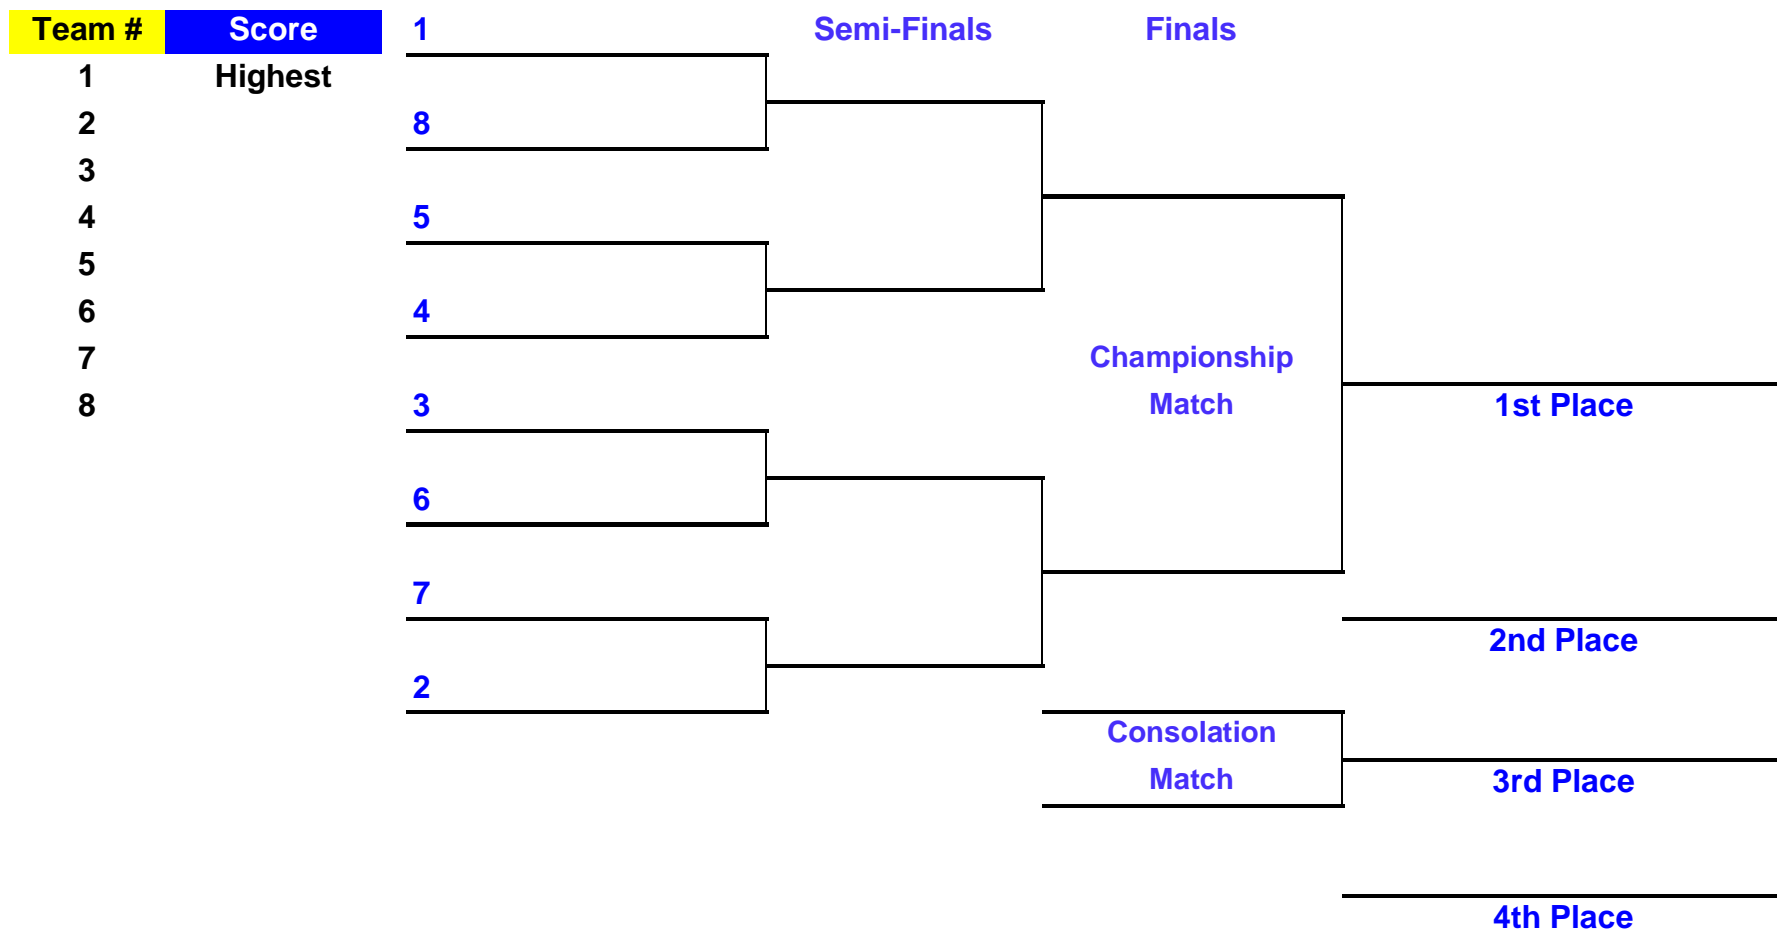 Team # Score 1 Semi-Finals Finals
1 Highest
2 8
3
4 5
5
6 4
7 Championship
8 3 Match 1st Place
6
7
2nd Place
2
Consolation
Match 3rd Place
4th Place